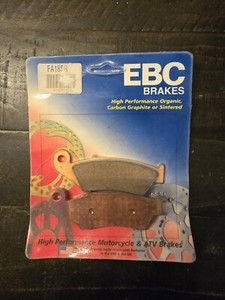 EBC
BRAKES
High Performance Organic,
Carbon Graphite or Sintered
High Performance Motorcycle & ATV Brakes